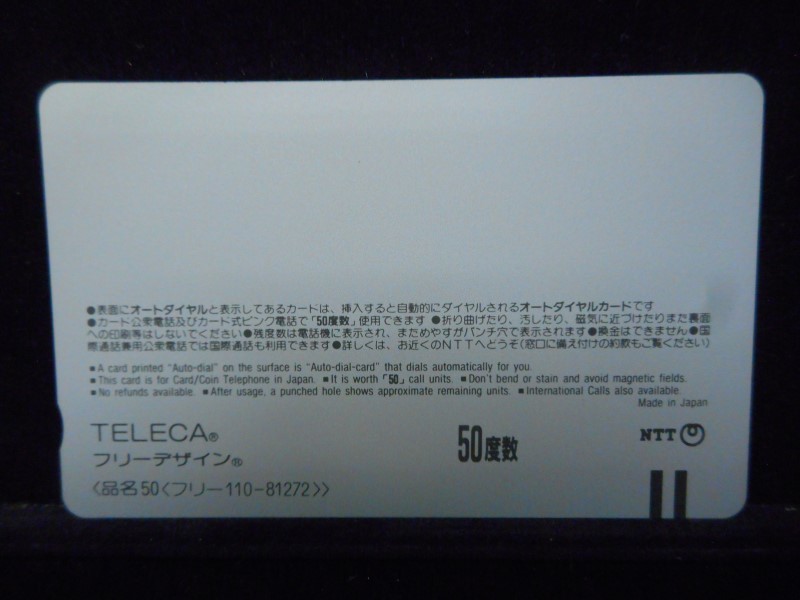 ●表面にオートダイヤルと表示してあるカードは、挿入すると自動的にダイヤルされるオートダイヤルカードです
●カード公衆電話及びカード式ピンク電話で「50度数」使用できます ●折り曲げたり、汚したり、磁気に近づけたりまた表面
への印刷等はしないでください●残度数は電話機に表示され、まためやすがパンチ穴で表示されます●換金はできません●国
際通話兼用公衆電話では国際通話も利用できます●詳しくは、お近くのNTTへどうぞ(窓口に備え付けの約款もご覧ください)
■A card printed "Auto-dial" on the surface is "Auto-dial-card" that dials automatically for you.
■This card is for Card/Coin Telephone in Japan. ■It is worth「50」call units. ■Don't bend or stain and avoid magnetic fields.
■No refunds available. ■After usage, a punched hole shows approximate remaining units. ■International Calls also available.
Made in Japan
TELECA®
フリーデザイン®
50度数
NTT
〈品名50〈フリー110-81272〉〉